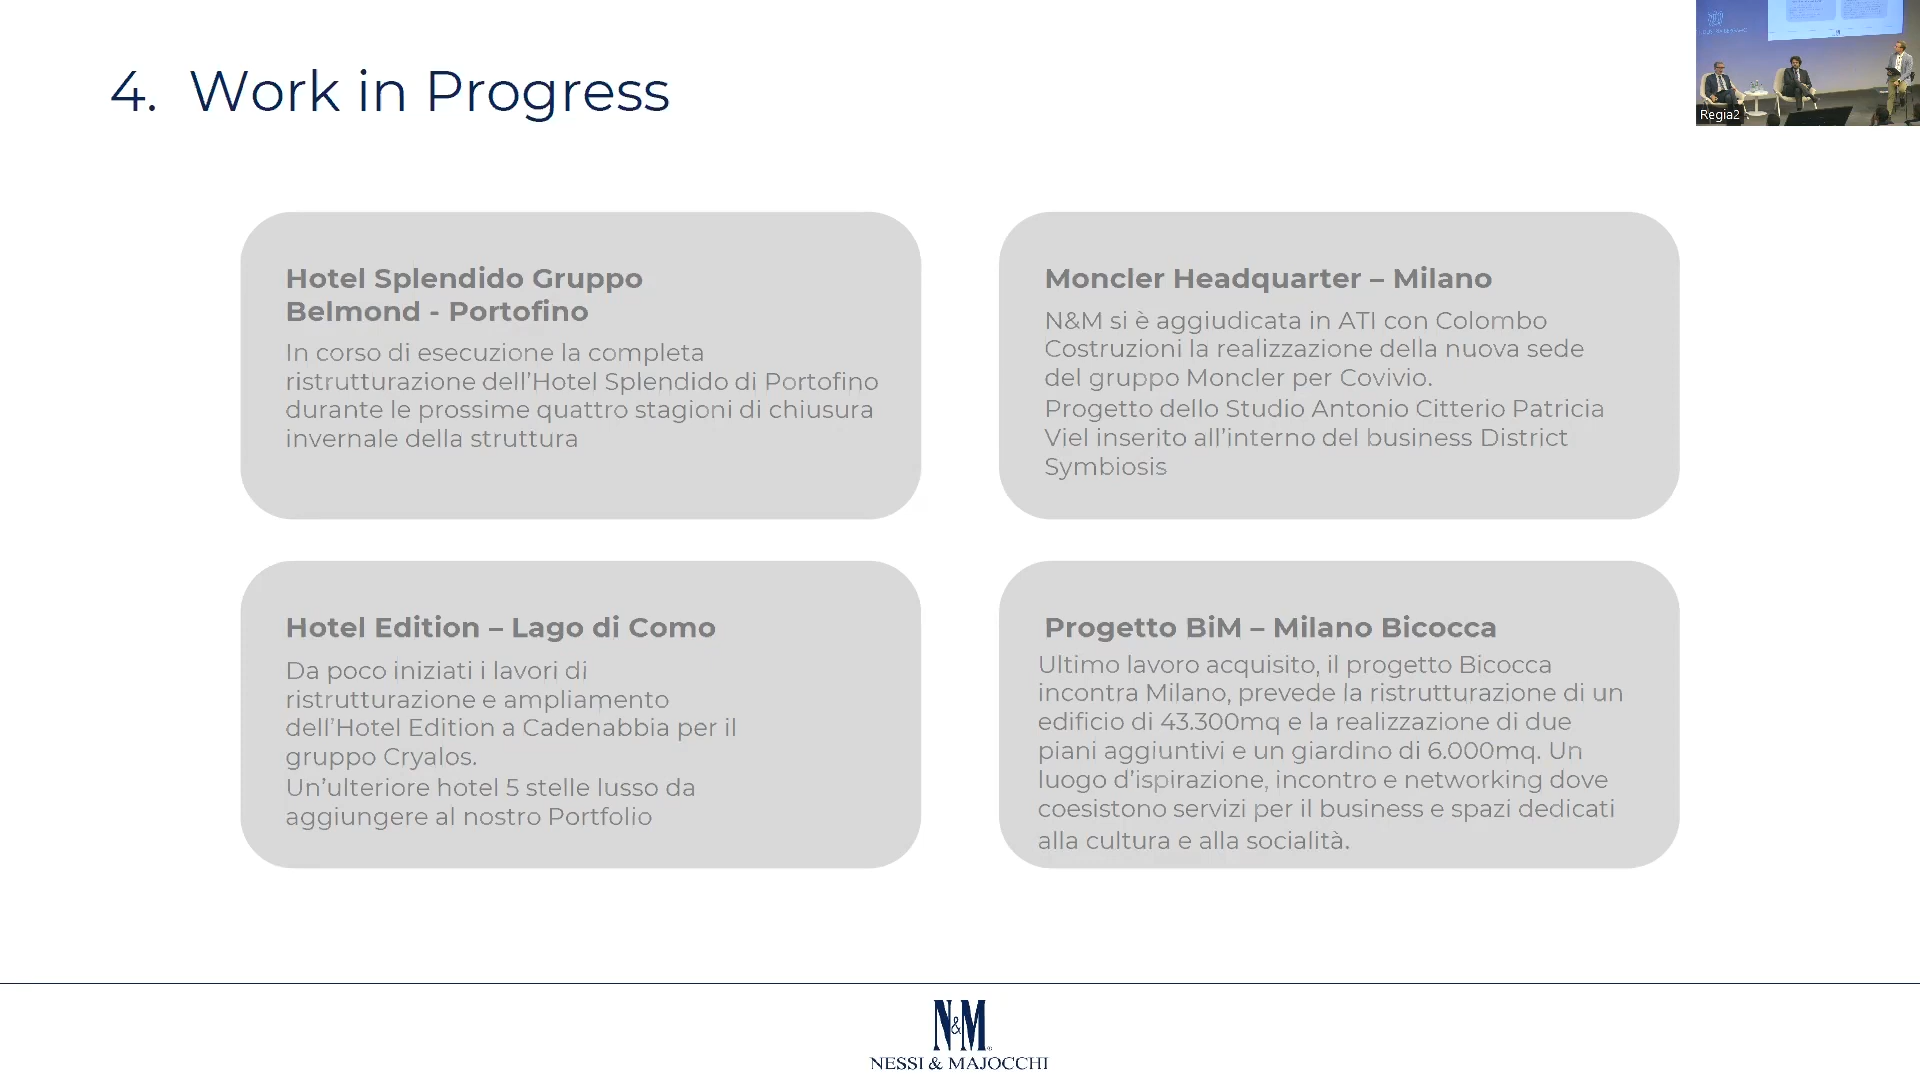 4. Work in Progress
Regia2
Hotel Splendido Gruppo
Belmond - Portofino
In corso di esecuzione la completa
ristrutturazione dell'Hotel Splendido di Portofino
durante le prossime quattro stagioni di chiusura
invernale della struttura
Moncler Headquarter – Milano
N&M si è aggiudicata in ATI con Colombo
Costruzioni la realizzazione della nuova sede
del gruppo Moncler per Covivio.
Progetto dello Studio Antonio Citterio Patricia
Viel inserito all'interno del business District
Symbiosis
Hotel Edition – Lago di Como
Da poco iniziati i lavori di
ristrutturazione e ampliamento
dell'Hotel Edition a Cadenabbia per il
gruppo Cryalos.
Un'ulteriore hotel 5 stelle lusso da
aggiungere al nostro Portfolio
Progetto BiM – Milano Bicocca
Ultimo lavoro acquisito, il progetto Bicocca
incontra Milano, prevede la ristrutturazione di un
edificio di 43.300mq e la realizzazione di due
piani aggiuntivi e un giardino di 6.000mq. Un
luogo d'ispirazione, incontro e networking dove
coesistono servizi per il business e spazi dedicati
alla cultura e alla socialità.
N&M
NESSI & MAJOCCHI